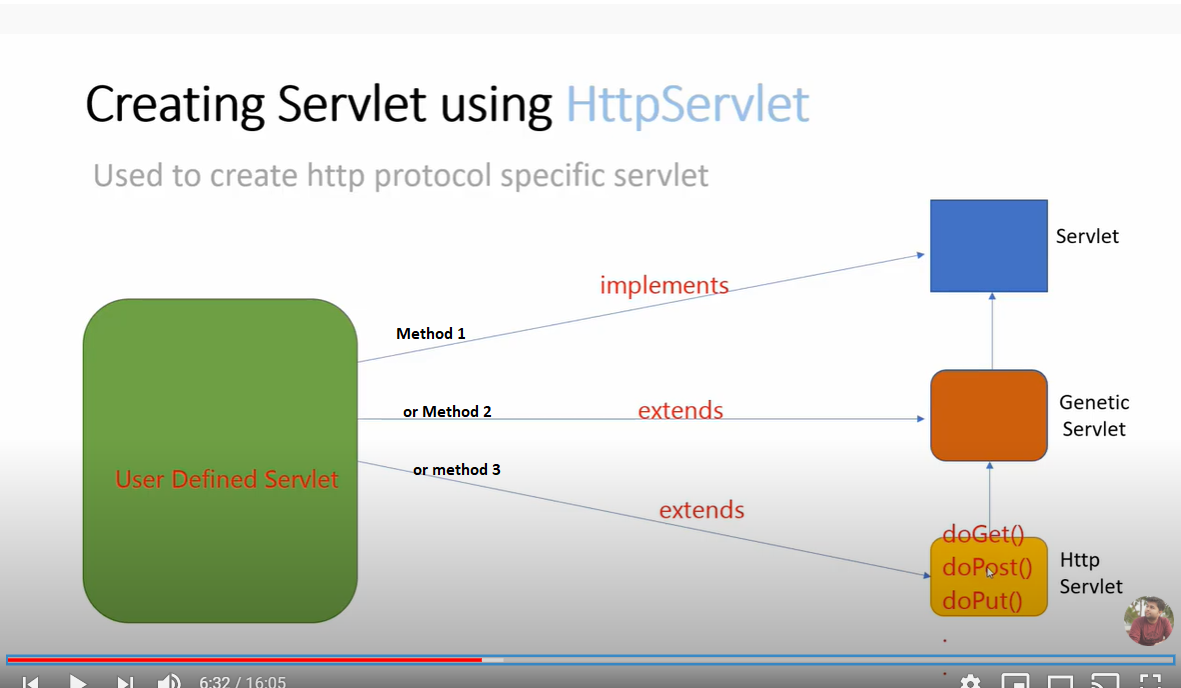 Creating Servlet using HttpServlet
Used to create http protocol specific servlet
Servlet
implements
Method 1
Genetic
Servlet
or Method 2
extends
or method 3
User Defined Servlet
extends
doGet()
doPost()
doPut()
.
.
Http
Servlet
6:32 / 16:05